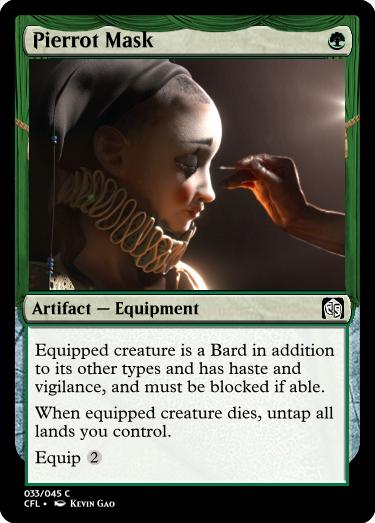 Pierrot Mask
Artifact — Equipment
Equipped creature is a Bard in addition
to its other types and has haste and
vigilance, and must be blocked if able.
When equipped creature dies, untap all
lands you control.
Equip 2
033/045 C
CFL • Kevin Gao